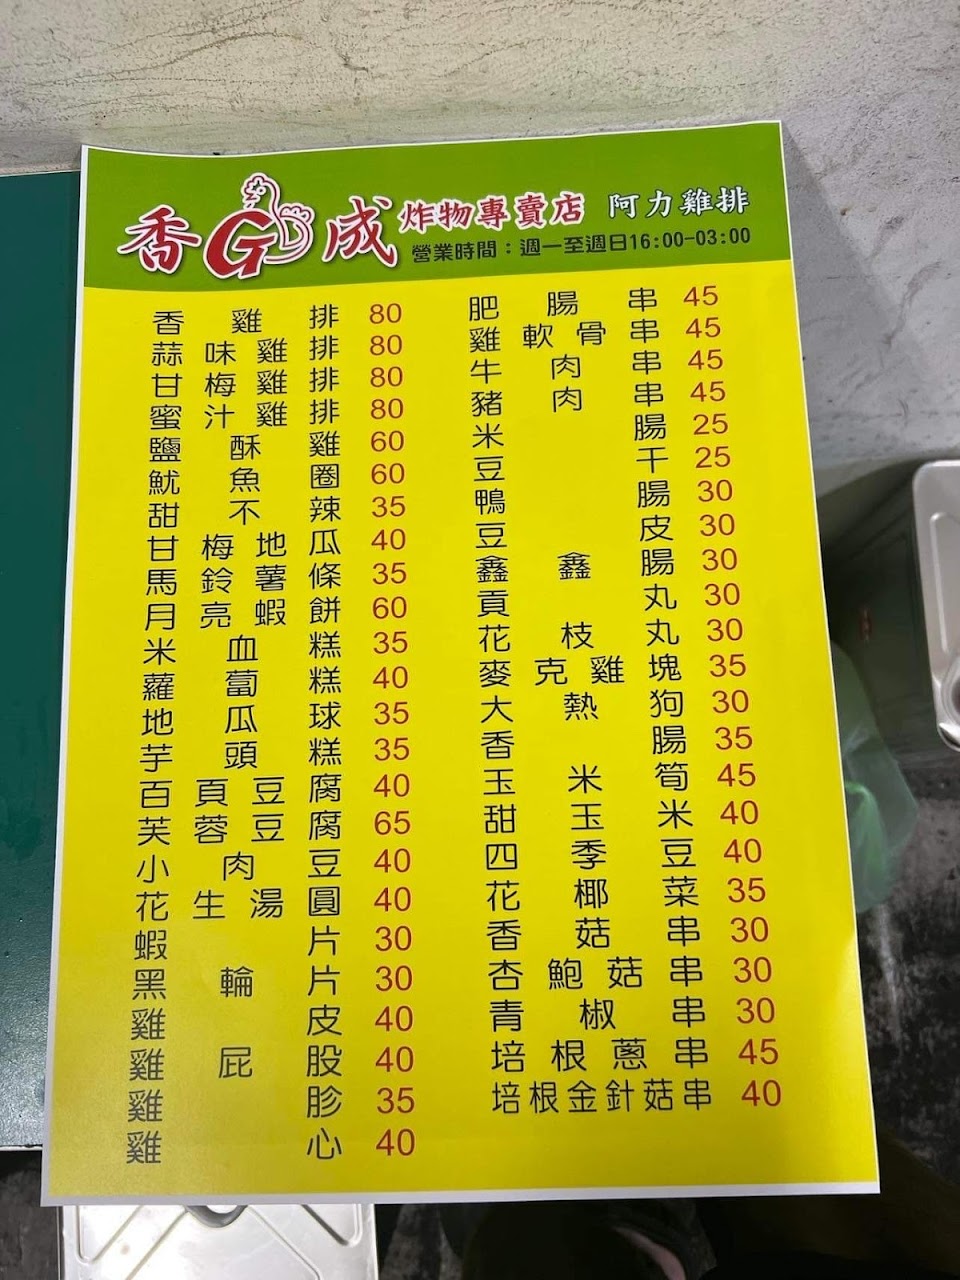 香G成 炸物專賣店 阿力雞排
營業時間：週一至週日16:00-03:00
香雞排 80
蒜味雞排 80
甘梅雞排 80
蜜汁雞排 80
鹽酥雞 60
魷魚圈 60
甜不辣 35
甘梅地瓜 40
馬鈴薯條 35
月亮蝦餅 60
米血糕 35
蘿蔔糕 40
地瓜球 35
芋頭糕 35
百頁豆腐 40
芙蓉豆腐 65
小肉豆 40
花生湯圓 40
蝦片 30
黑輪片 30
雞皮 40
雞屁股 40
雞胗 35
雞心 40
肥腸串 45
雞軟骨串 45
牛肉串 45
豬肉串 45
米腸 25
豆干 25
鴨腸 30
豆皮 30
鑫鑫腸 30
貢丸 30
花枝丸 30
麥克雞塊 35
大熱狗 30
香腸 35
玉米筍 45
甜玉米 40
四季豆 40
花椰菜 35
香菇串 30
杏鮑菇串 30
青椒串 30
培根蔥串 45
培根金針菇串 40